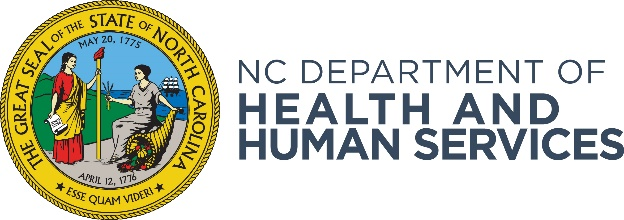 THE GREAT SEAL OF THE STATE OF NORTH CAROLINA
MAY 20, 1775
APRIL 12, 1776
★ ESSE QUAM VIDERI ★
NC DEPARTMENT OF
HEALTH AND
HUMAN SERVICES